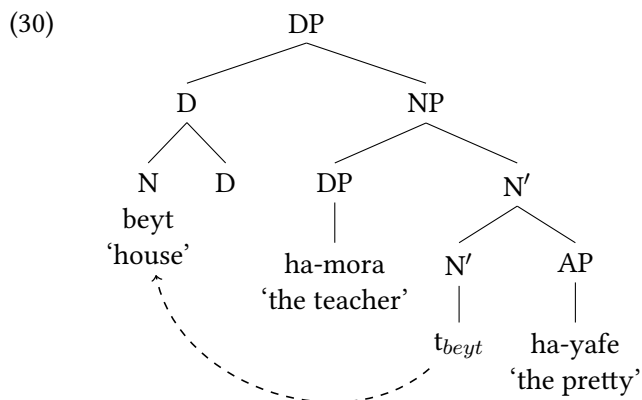 (30)
DP
D NP
N D DP N′
beyt
‘house’ ha-mora N′ AP
‘the teacher’
t_beyt ha-yafe
‘the pretty’